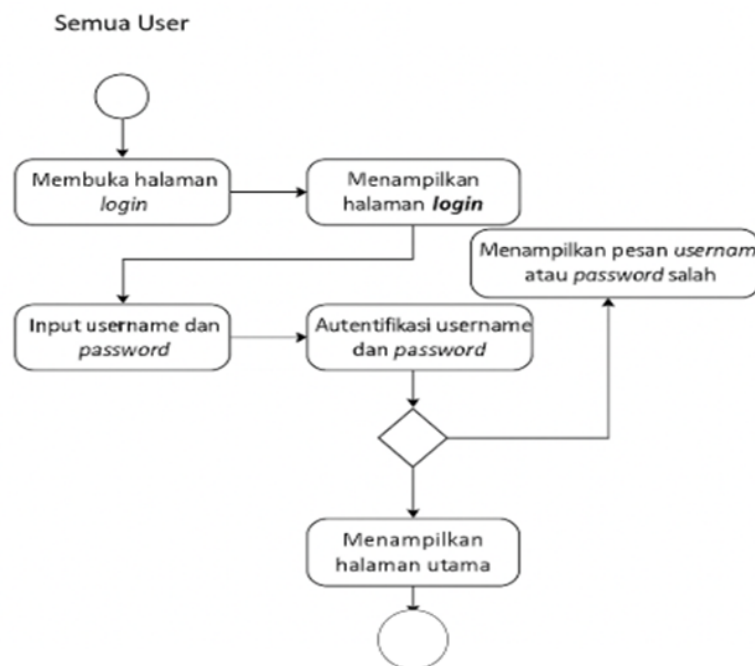 Semua User
Membuka halaman
login
Menampilkan
halaman login
Menampilkan pesan usernam
atau password salah
Input username dan
password
Autentifikasi username
dan password
Menampilkan
halaman utama